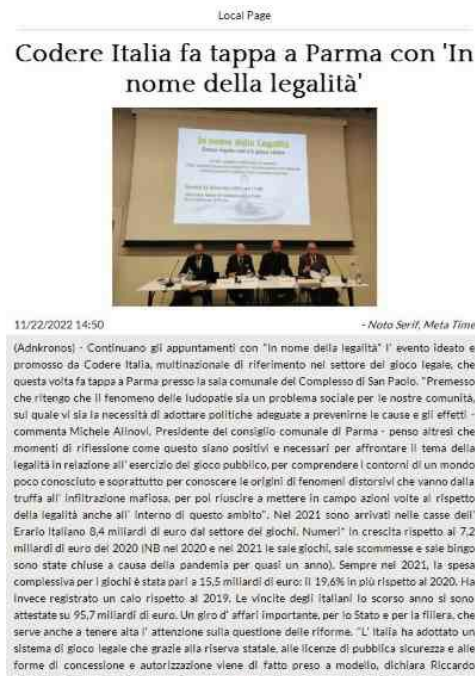 Local Page
Codere Italia fa tappa a Parma con 'In
nome della legalità'
In nome della Legalità
11/22/2022 14:50
- Noto Serif, Meta Time
(Adnkronos) - Continuano gli appuntamenti con "In nome della legalità" l' evento ideato e
promosso da Codere Italia, multinazionale di riferimento nel settore del gioco legale, che
questa volta fa tappa a Parma presso la sala comunale del Complesso di San Paolo. "Premesso
che ritengo che il fenomeno delle ludopatie sia un problema sociale per le nostre comunità,
sul quale vi sia la necessità di adottare politiche adeguate a prevenirne le cause e gli effetti -
commenta Michele Alinovi, Presidente del consiglio comunale di Parma - penso altresì che
momenti di riflessione come questo siano positivi e necessari per affrontare il tema della
legalità in relazione all' esercizio del gioco pubblico, per comprendere i contorni di un mondo
poco conosciuto e soprattutto per conoscere le origini di fenomeni distorsivi che vanno dalla
truffa all' infiltrazione mafiosa, per poi riuscire a mettere in campo azioni volte al rispetto
della legalità anche all' interno di questo ambito". Nel 2021 sono arrivati nelle casse dell'
Erario Italiano 8,4 miliardi di euro dal settore dei giochi. Numeri* in crescita rispetto ai 7,2
miliardi di euro del 2020 (NB nel 2020 e nel 2021 le sale giochi, sale scommesse e sale bingo
sono state chiuse a causa della pandemia per quasi un anno). Sempre nel 2021, la spesa
complessiva per i giochi è stata pari a 15,5 miliardi di euro: il 19,6% in più rispetto al 2020. Ha
invece registrato un calo rispetto al 2019. Le vincite degli italiani lo scorso anno si sono
attestate su 95,7 miliardi di euro. Un giro d' affari importante, per lo Stato e per la filiera, che
serve anche a tenere alta l' attenzione sulla questione delle riforme. "L' Italia ha adottato un
sistema di gioco legale che grazie alla riserva statale, alle licenze di pubblica sicurezza e alle
forme di concessione e autorizzazione viene di fatto preso a modello, dichiara Riccardo